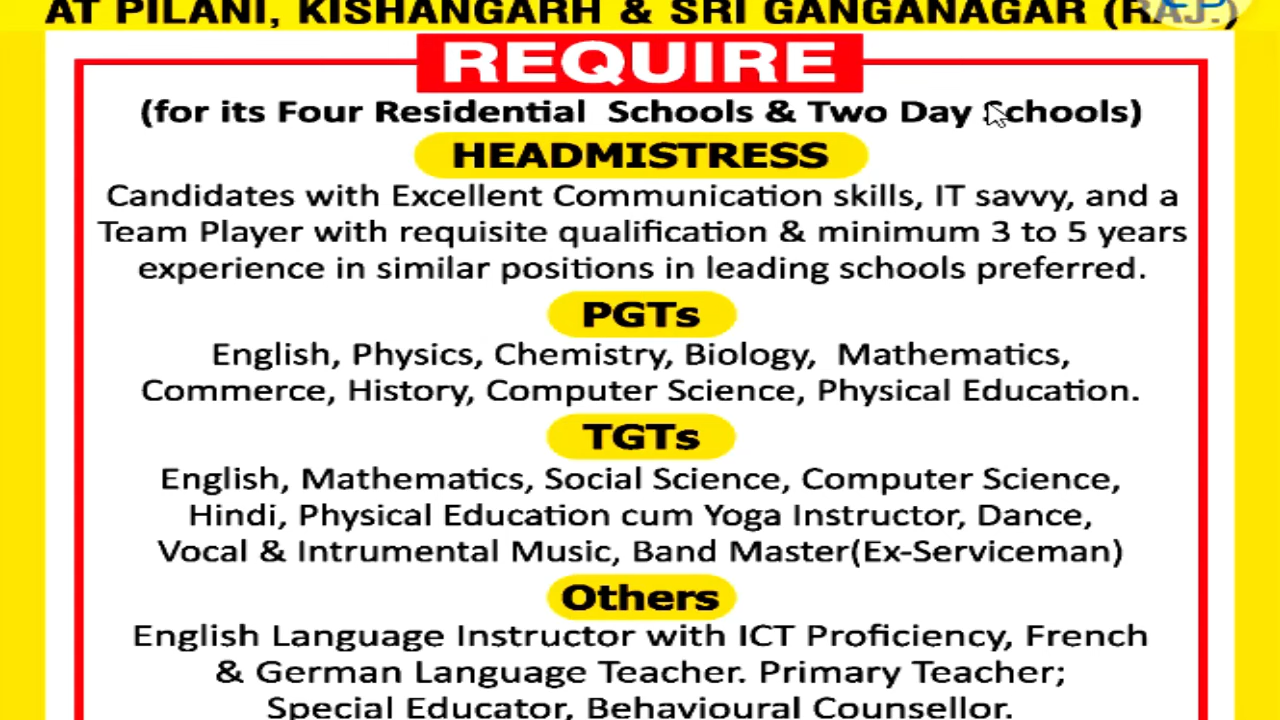 AT PILANI, KISHANGARH & SRI GANGANAGAR (RAJ.)
REQUIRE
(for its Four Residential Schools & Two Day Schools)
HEADMISTRESS
Candidates with Excellent Communication skills, IT savvy, and a
Team Player with requisite qualification & minimum 3 to 5 years
experience in similar positions in leading schools preferred.
PGTs
English, Physics, Chemistry, Biology, Mathematics,
Commerce, History, Computer Science, Physical Education.
TGTs
English, Mathematics, Social Science, Computer Science,
Hindi, Physical Education cum Yoga Instructor, Dance,
Vocal & Intrumental Music, Band Master(Ex-Serviceman)
Others
English Language Instructor with ICT Proficiency, French
& German Language Teacher. Primary Teacher;
Special Educator, Behavioural Counsellor.